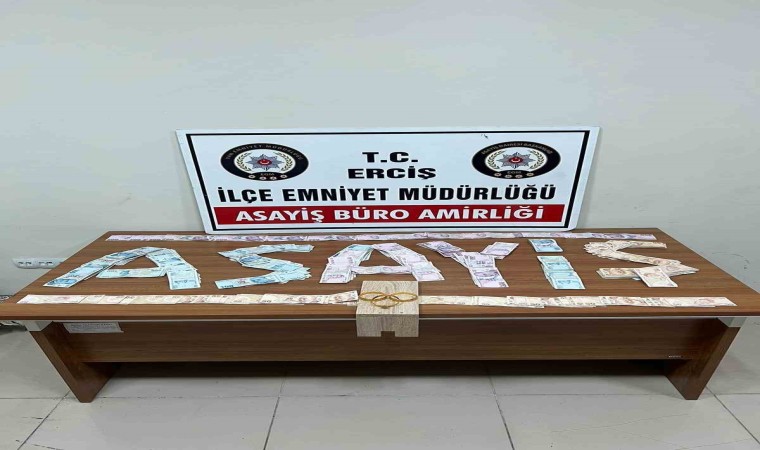 T.C.
ERCİŞ
İLÇE EMNİYET MÜDÜRLÜĞÜ
ASAYİŞ BÜRO AMİRLİĞİ
ASAYİŞ